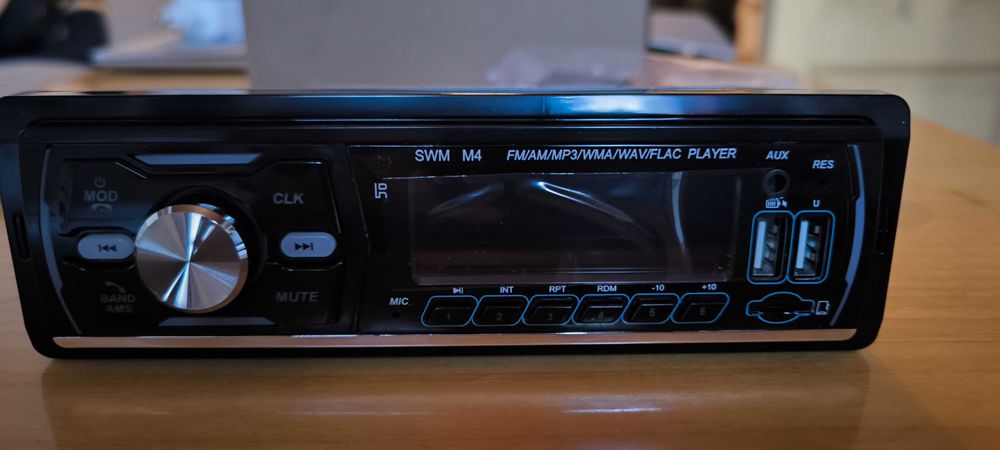 SWM M4 FM/AM/MP3/WMA/WAV/FLAC PLAYER
AUX
RES
MOD
CLK
U
BAND
AMS
MUTE
MIC
INT
RPT
RDM
-10
+10
1
2
3
4
5
6